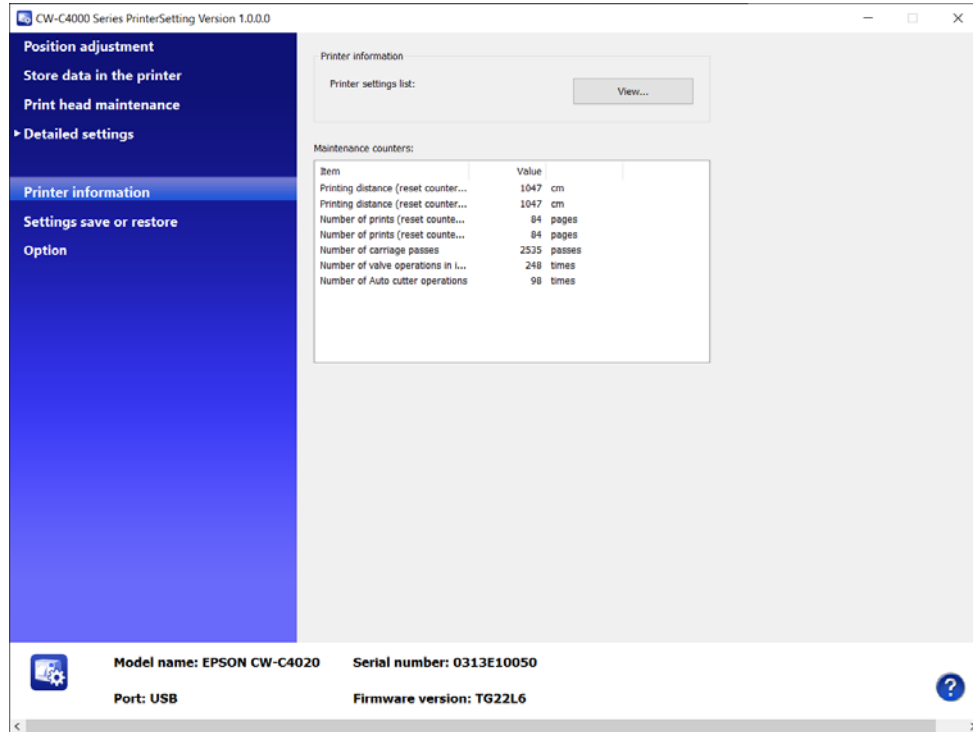 CW-C4000 Series PrinterSetting Version 1.0.0.0
Position adjustment
Store data in the printer
Print head maintenance
Detailed settings
Printer information
Settings save or restore
Option
Printer information
Printer settings list:
View...
Maintenance counters:
Item Value
Printing distance (reset counter... 1047 cm
Printing distance (reset counter... 1047 cm
Number of prints (reset counte... 84 pages
Number of prints (reset counte... 84 pages
Number of carriage passes 2535 passes
Number of valve operations in i... 248 times
Number of Auto cutter operations 98 times
Model name: EPSON CW-C4020 Serial number: 0313E10050
Port: USB Firmware version: TG22L6
?